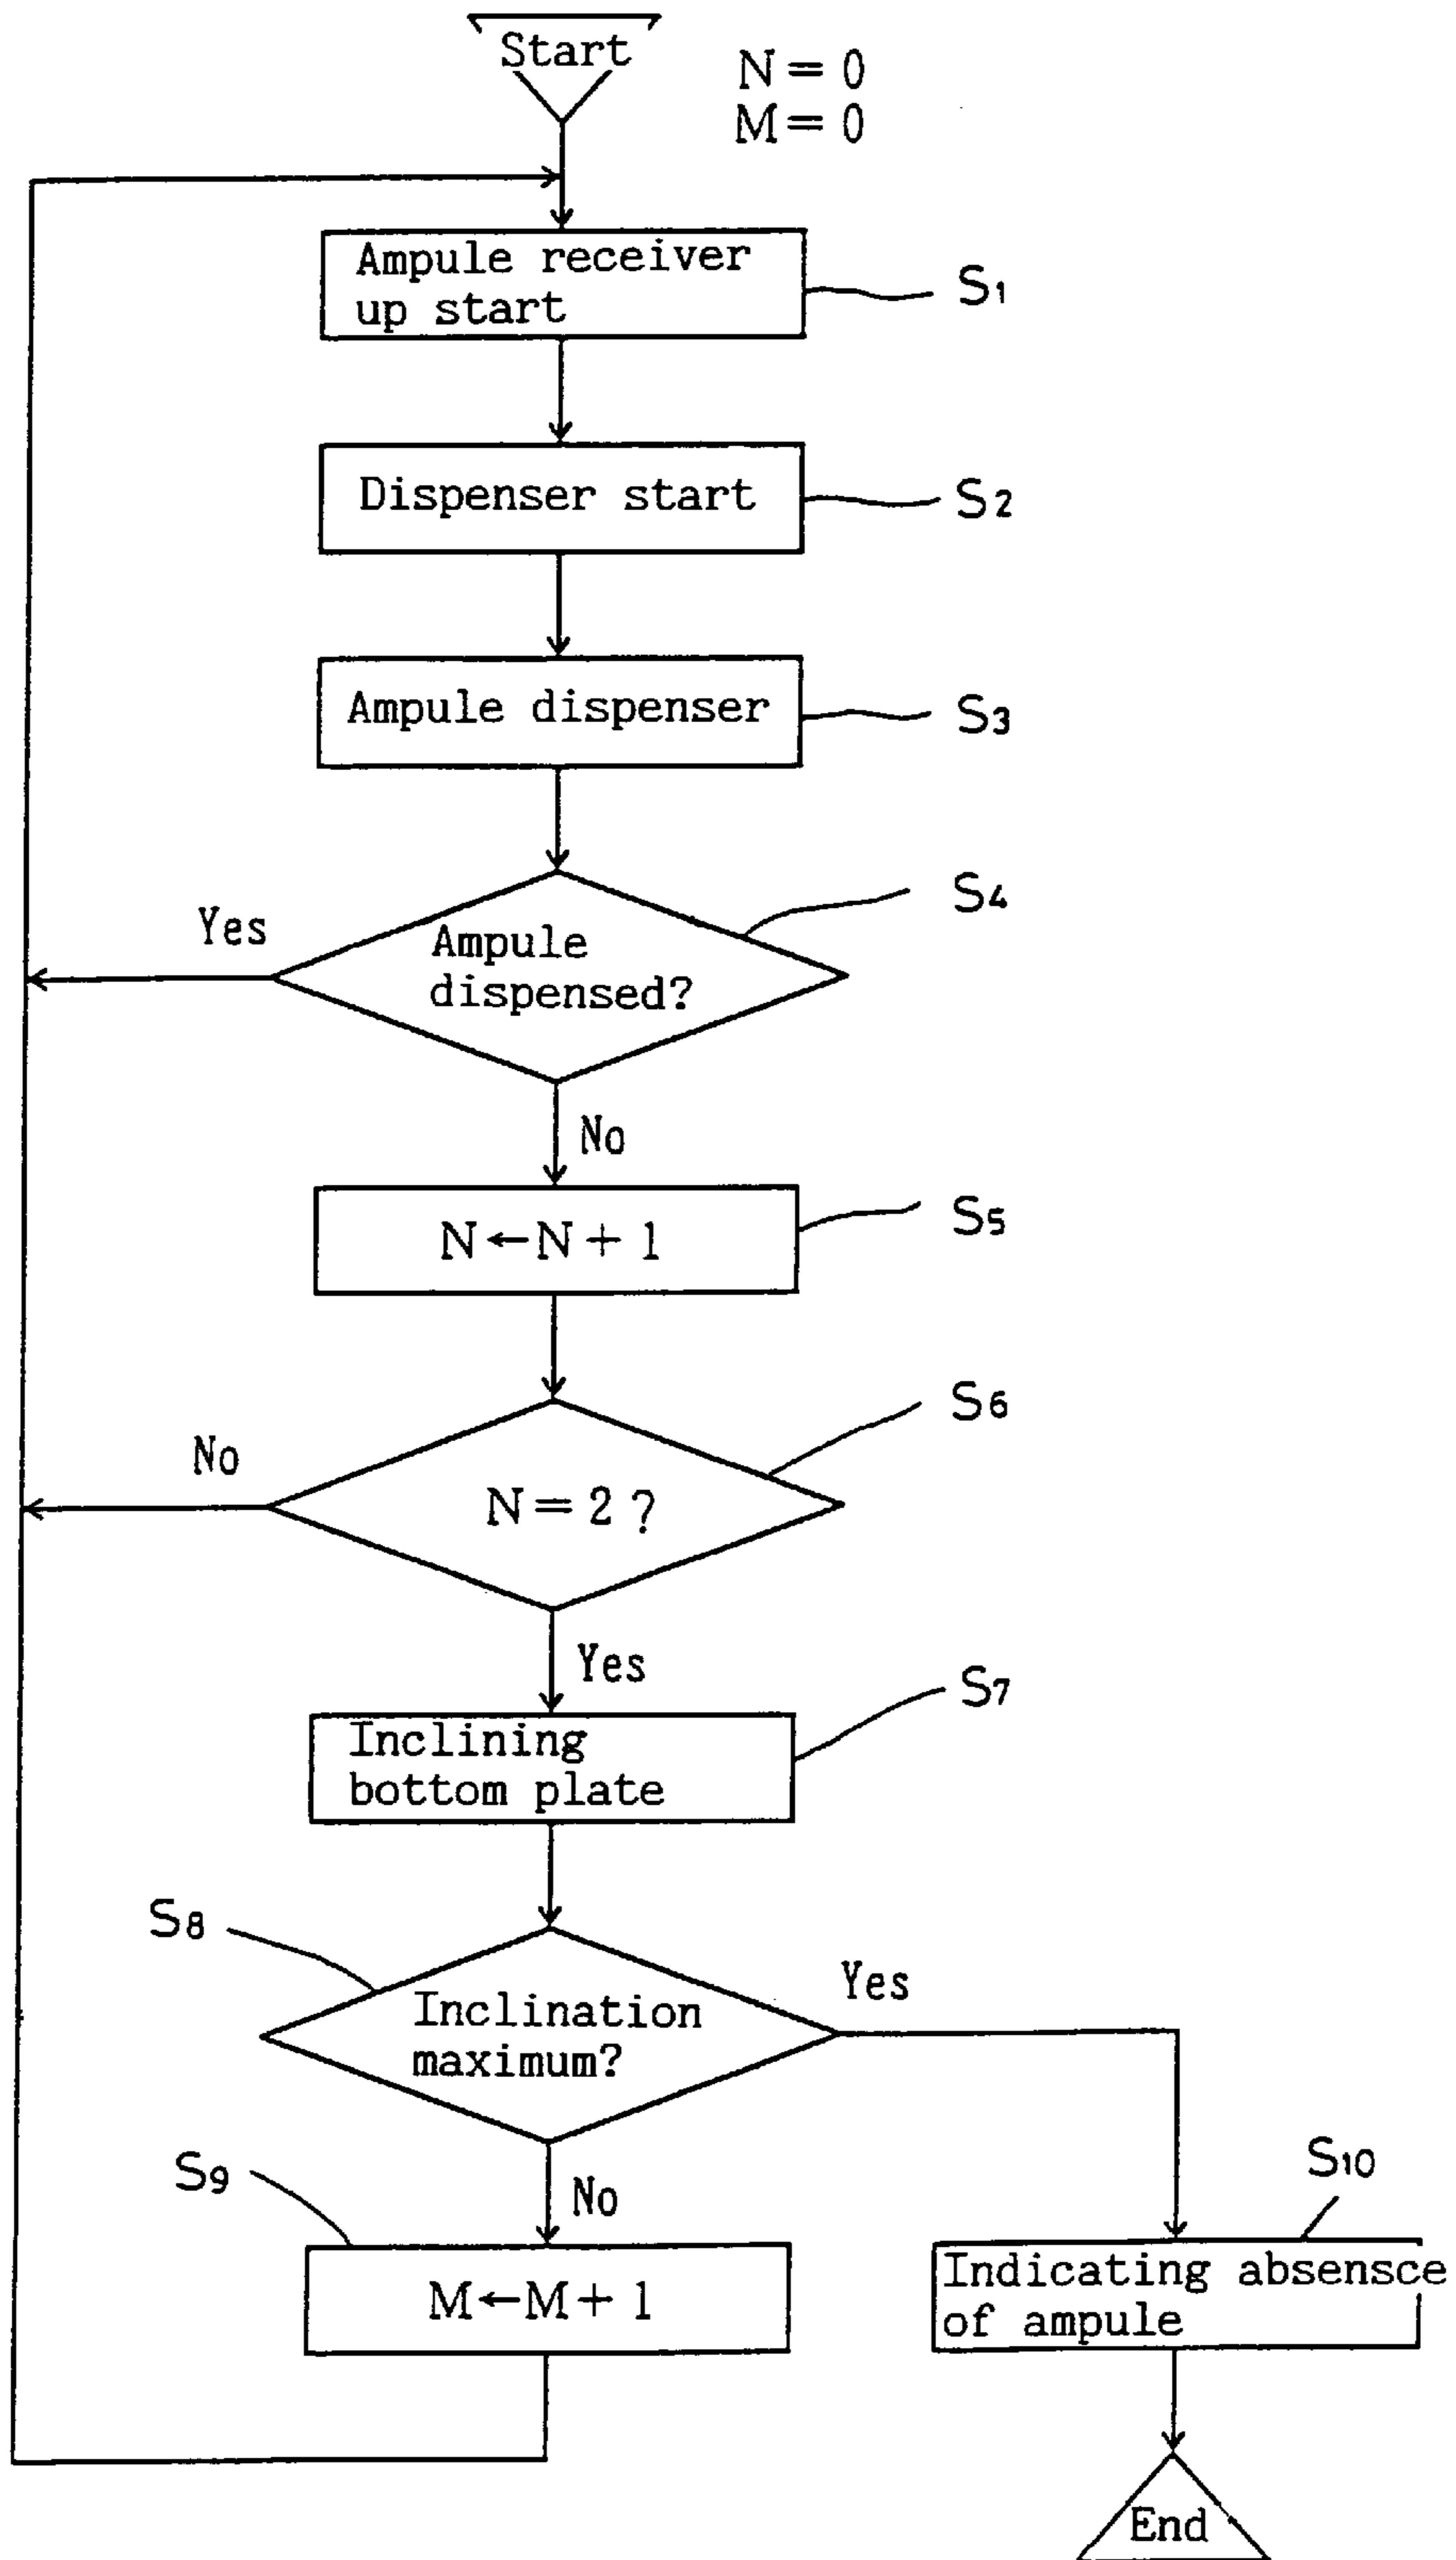 Start
N = 0
M = 0
Ampule receiver
up start
S1
Dispenser start
S2
Ampule dispenser
S3
Ampule
dispensed?
S4
Yes
No
N←N + 1
S5
N = 2 ?
S6
No
Yes
Inclining
bottom plate
S7
Inclination
maximum?
S8
Yes
No
M←M + 1
S9
Indicating absensce
of ampule
S10
End